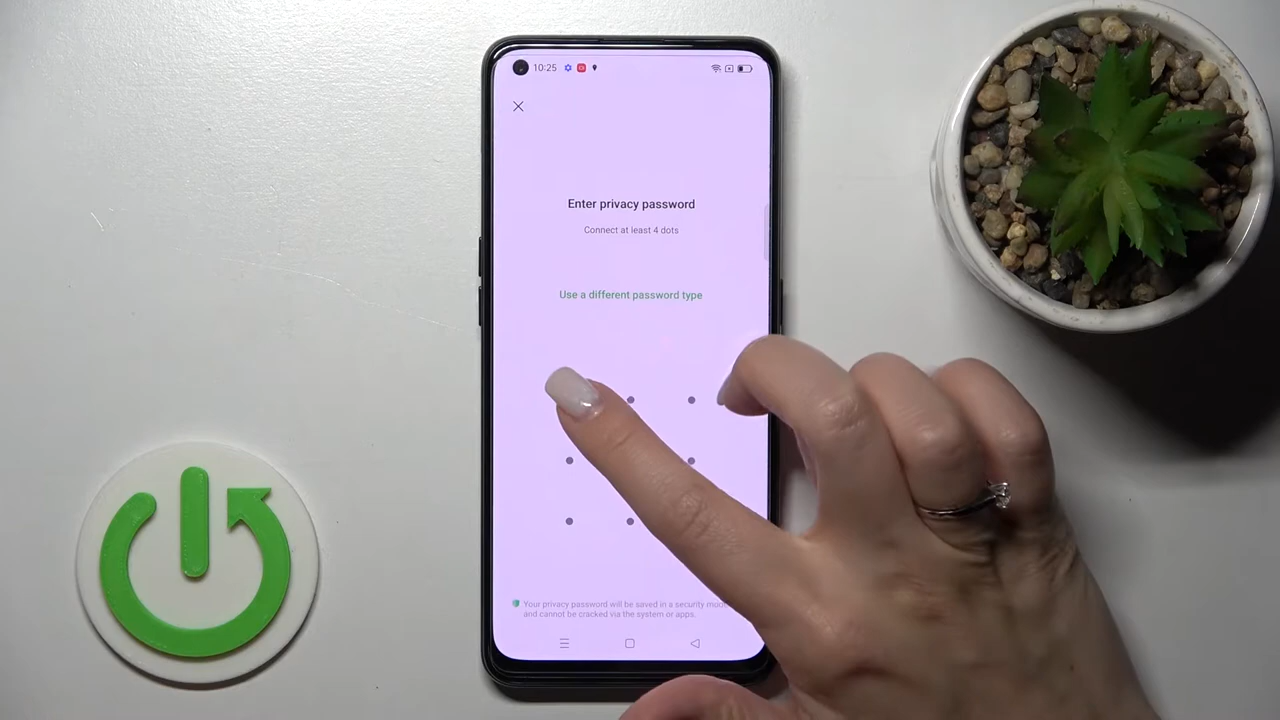 10:25
Enter privacy password
Connect at least 4 dots
Use a different password type
Your privacy password will be saved in a security
and cannot be cracked via the system or apps.